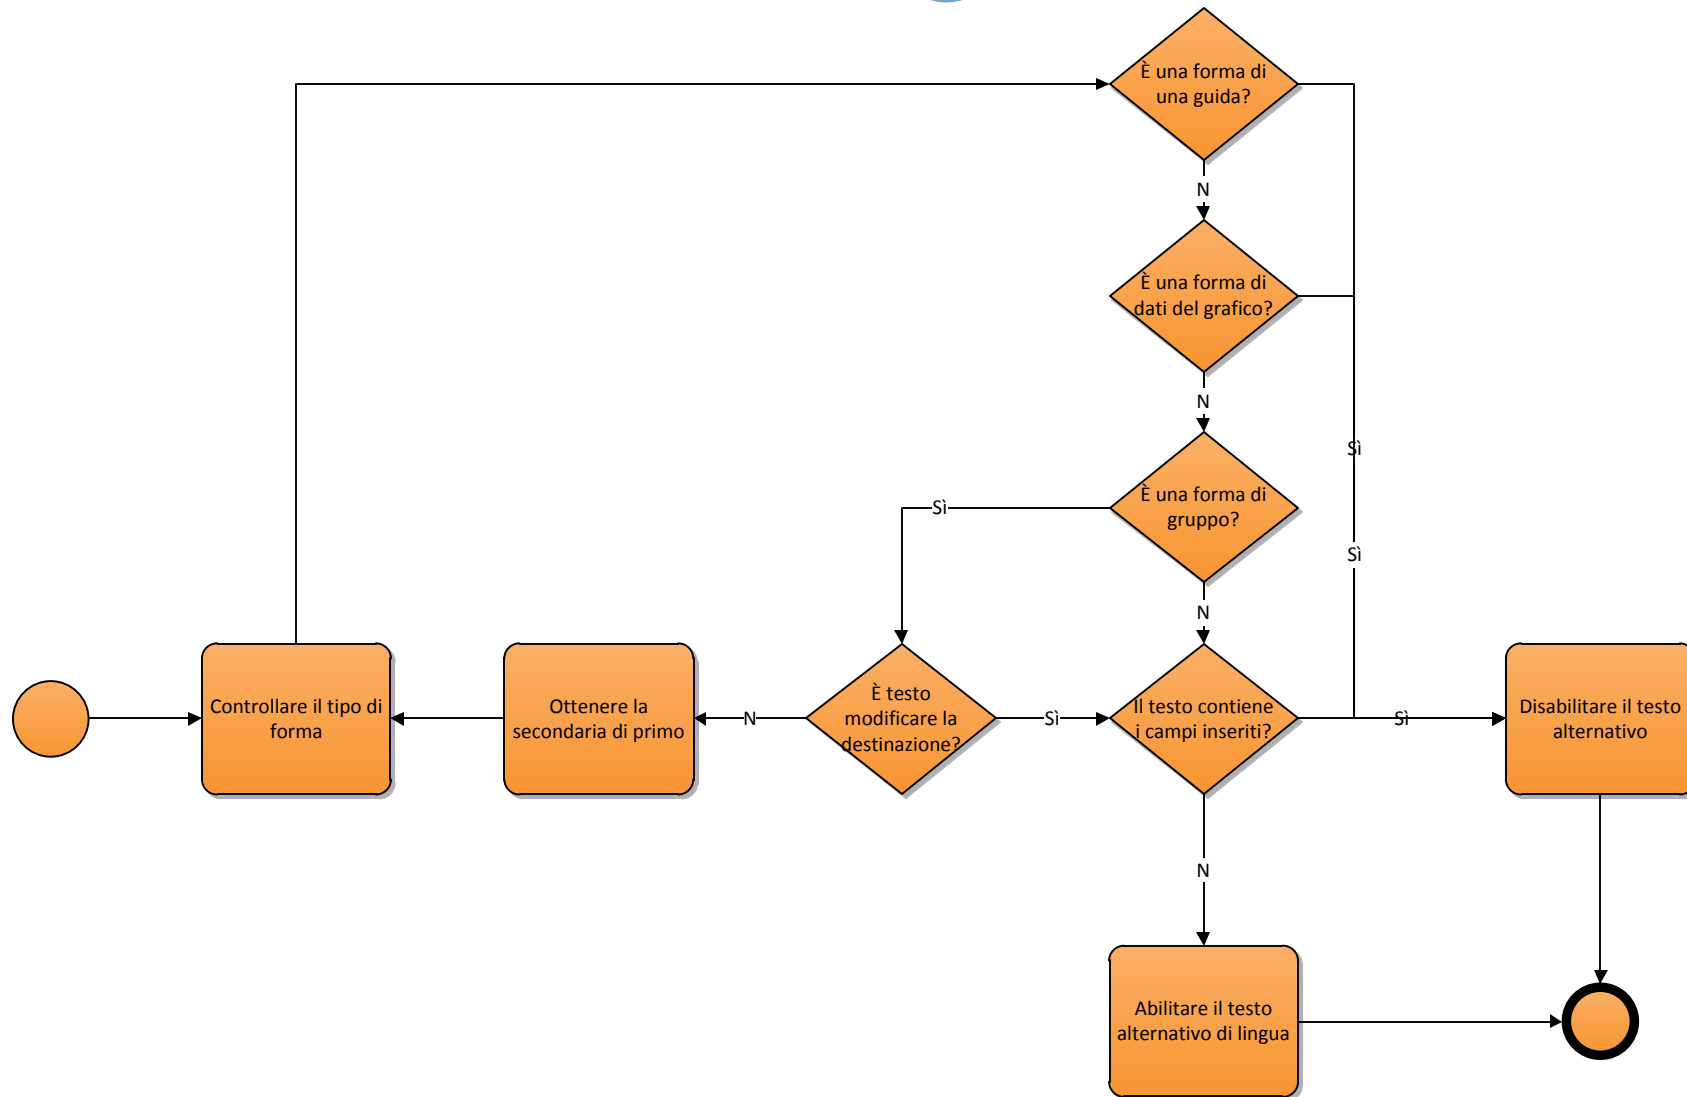 È una forma di
una guida?
N
È una forma di
dati del grafico?
N
Sì
È una forma di
gruppo?
Sì
Sì
N
Controllare il tipo di
forma
Ottenere la
secondaria di primo
N
È testo
modificare la
destinazione?
Sì
Il testo contiene
i campi inseriti?
Sì
Disabilitare il testo
alternativo
N
Abilitare il testo
alternativo di lingua